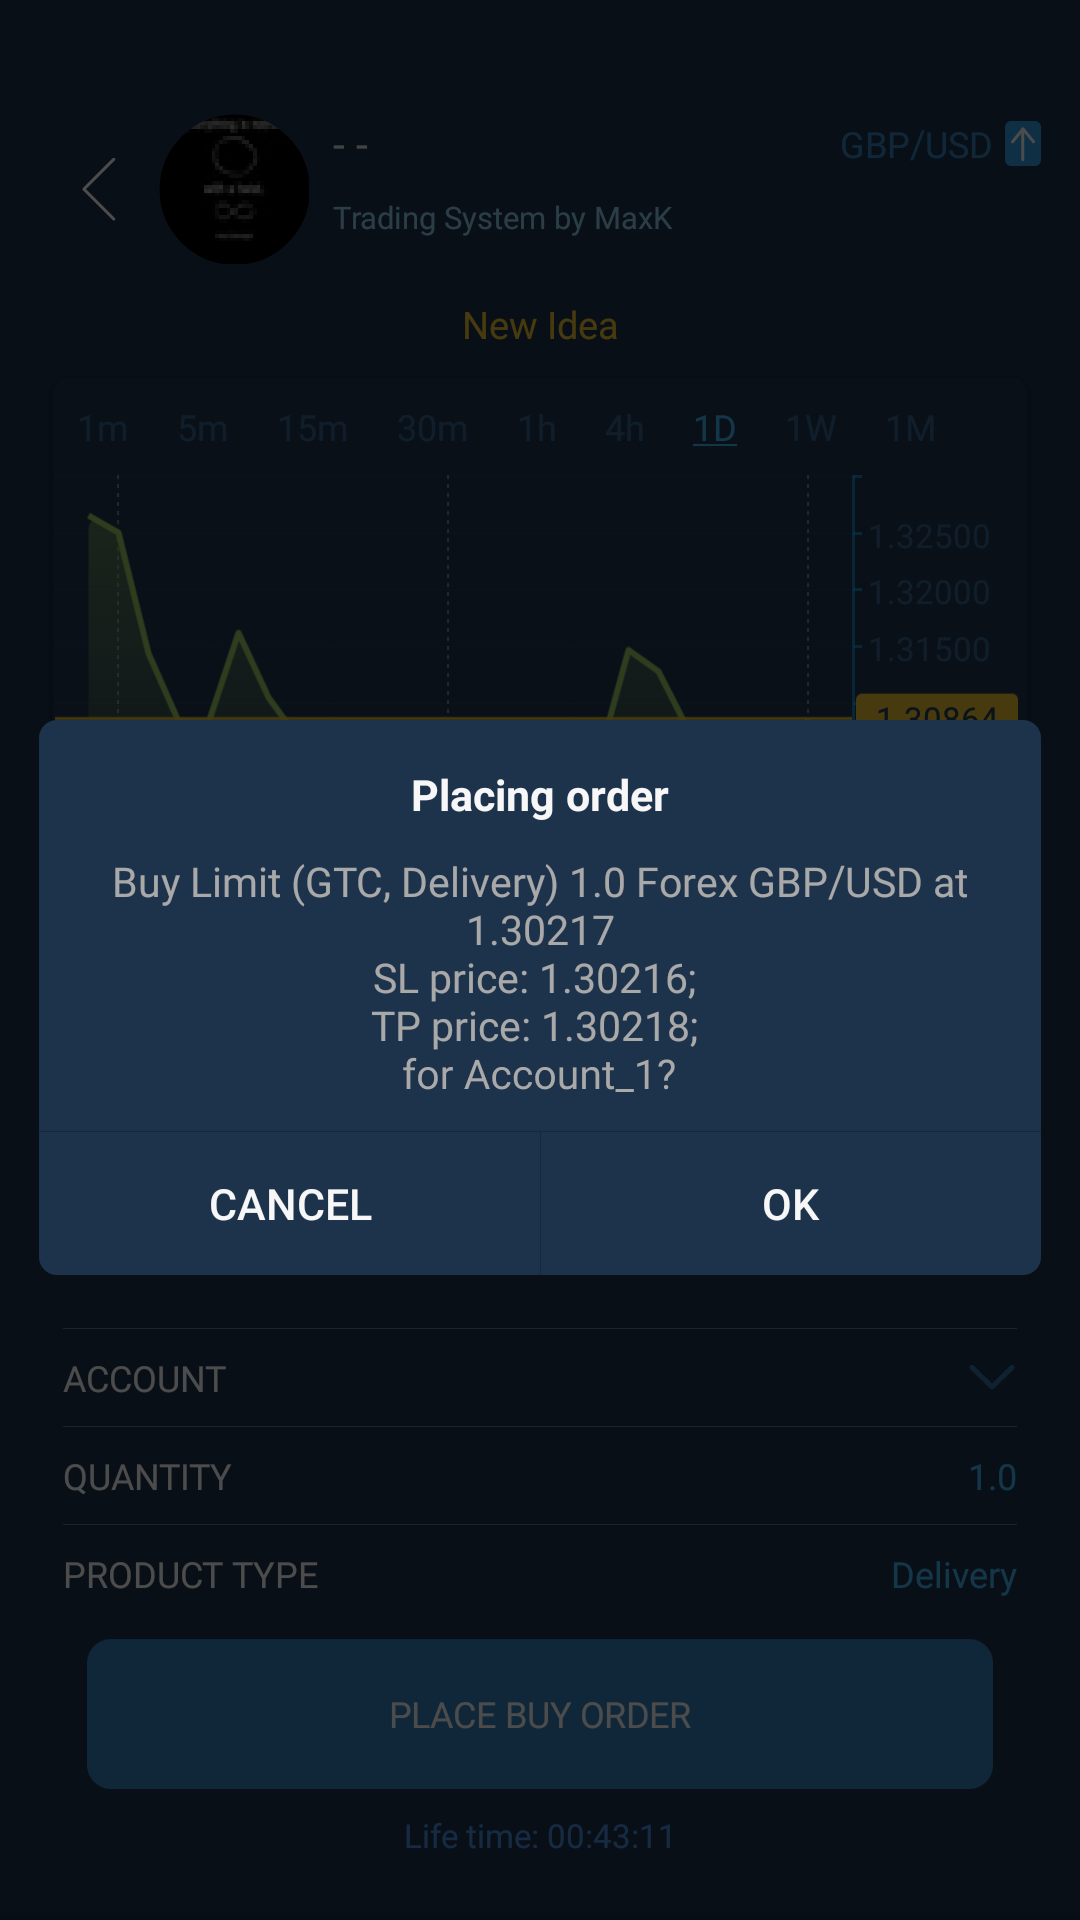 - -
GBP/USD
Trading System by MaxK
New Idea
1m 5m 15m 30m 1h 4h 1D 1W 1M
1.32500
1.32000
1.31500
1.30864
Placing order
Buy Limit (GTC, Delivery) 1.0 Forex GBP/USD at
1.30217
SL price: 1.30216;
TP price: 1.30218;
for Account_1?
CANCEL OK
ACCOUNT
QUANTITY 1.0
PRODUCT TYPE Delivery
PLACE BUY ORDER
Life time: 00:43:11